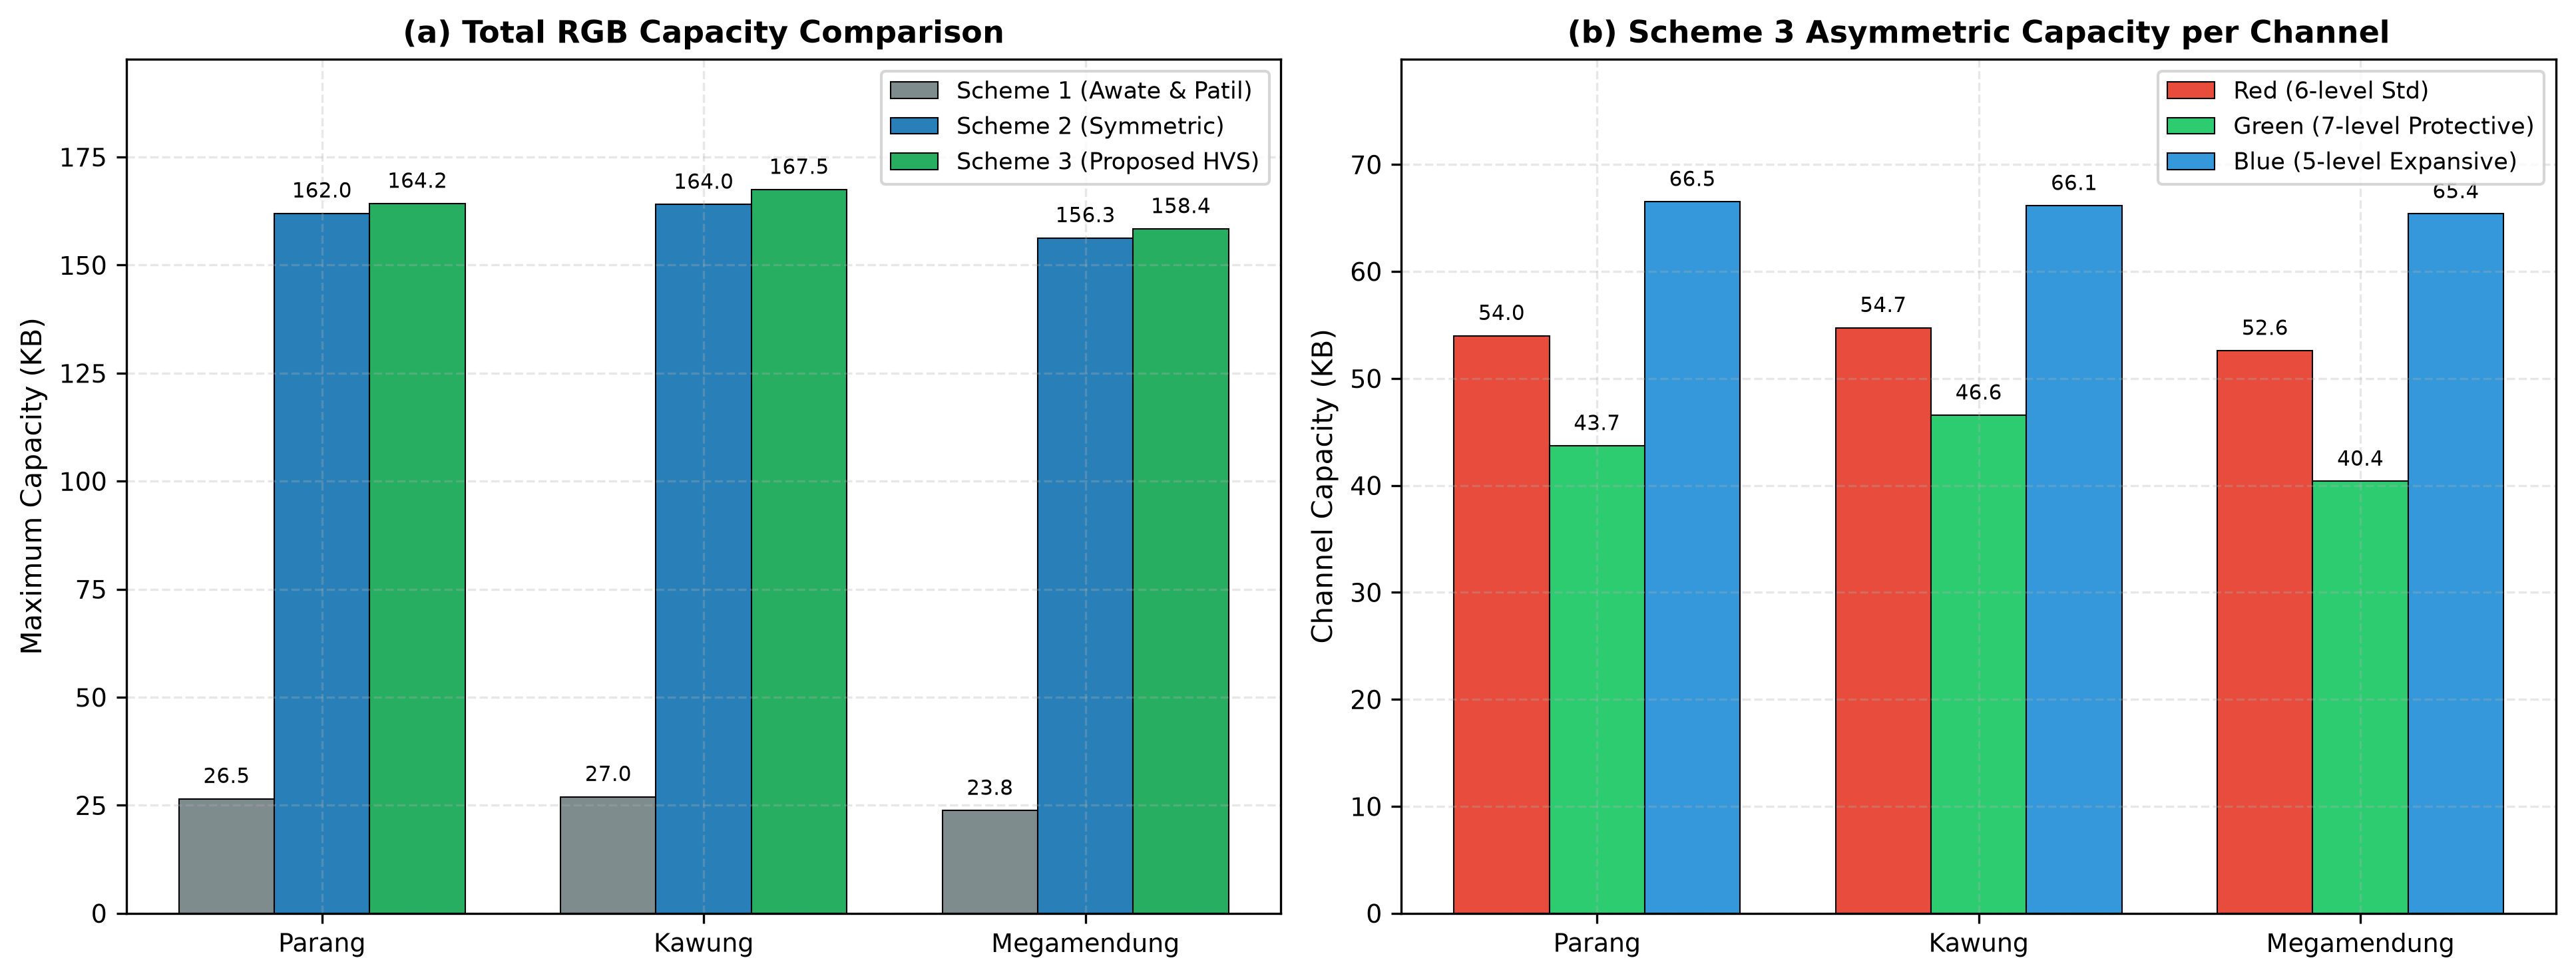 (a) Total RGB Capacity Comparison
Maximum Capacity (KB)
175
150
125
100
75
50
25
0
Scheme 1 (Awate & Patil)
Scheme 2 (Symmetric)
Scheme 3 (Proposed HVS)
26.5
162.0
164.2
27.0
164.0
167.5
23.8
156.3
158.4
Parang
Kawung
Megamendung
(b) Scheme 3 Asymmetric Capacity per Channel
Channel Capacity (KB)
70
60
50
40
30
20
10
0
Red (6-level Std)
Green (7-level Protective)
Blue (5-level Expansive)
54.0
43.7
66.5
54.7
46.6
66.1
52.6
40.4
65.4
Parang
Kawung
Megamendung